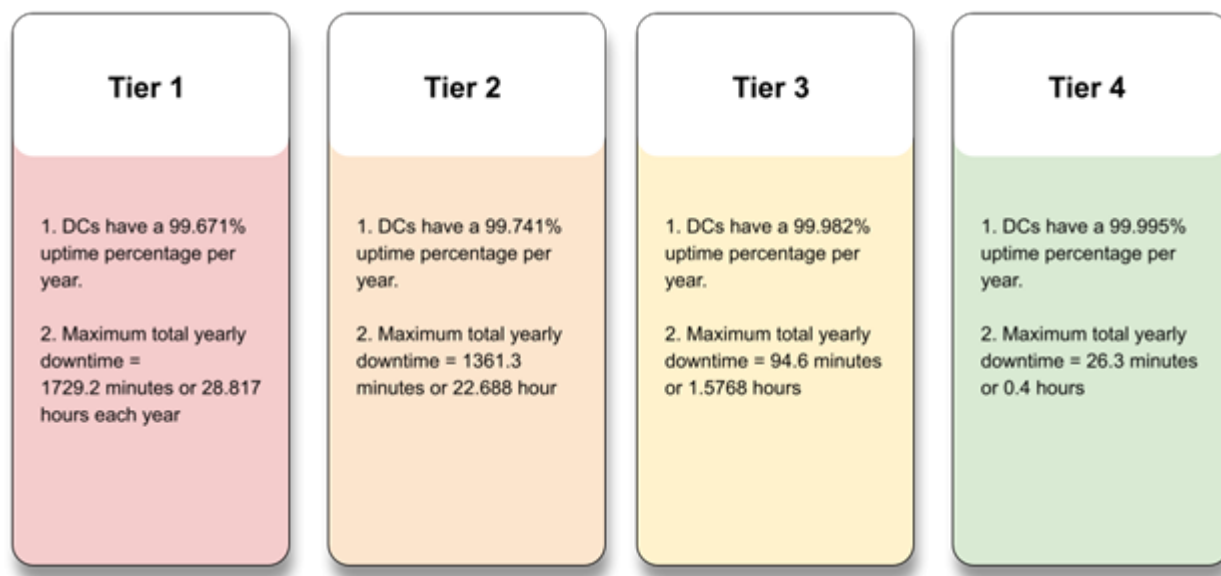 Tier 1
1. DCs have a 99.671%
uptime percentage per
year.
2. Maximum total yearly
downtime =
1729.2 minutes or 28.817
hours each year
Tier 2
1. DCs have a 99.741%
uptime percentage per
year.
2. Maximum total yearly
downtime = 1361.3
minutes or 22.688 hour
Tier 3
1. DCs have a 99.982%
uptime percentage per
year.
2. Maximum total yearly
downtime = 94.6 minutes
or 1.5768 hours
Tier 4
1. DCs have a 99.995%
uptime percentage per
year.
2. Maximum total yearly
downtime = 26.3 minutes
or 0.4 hours